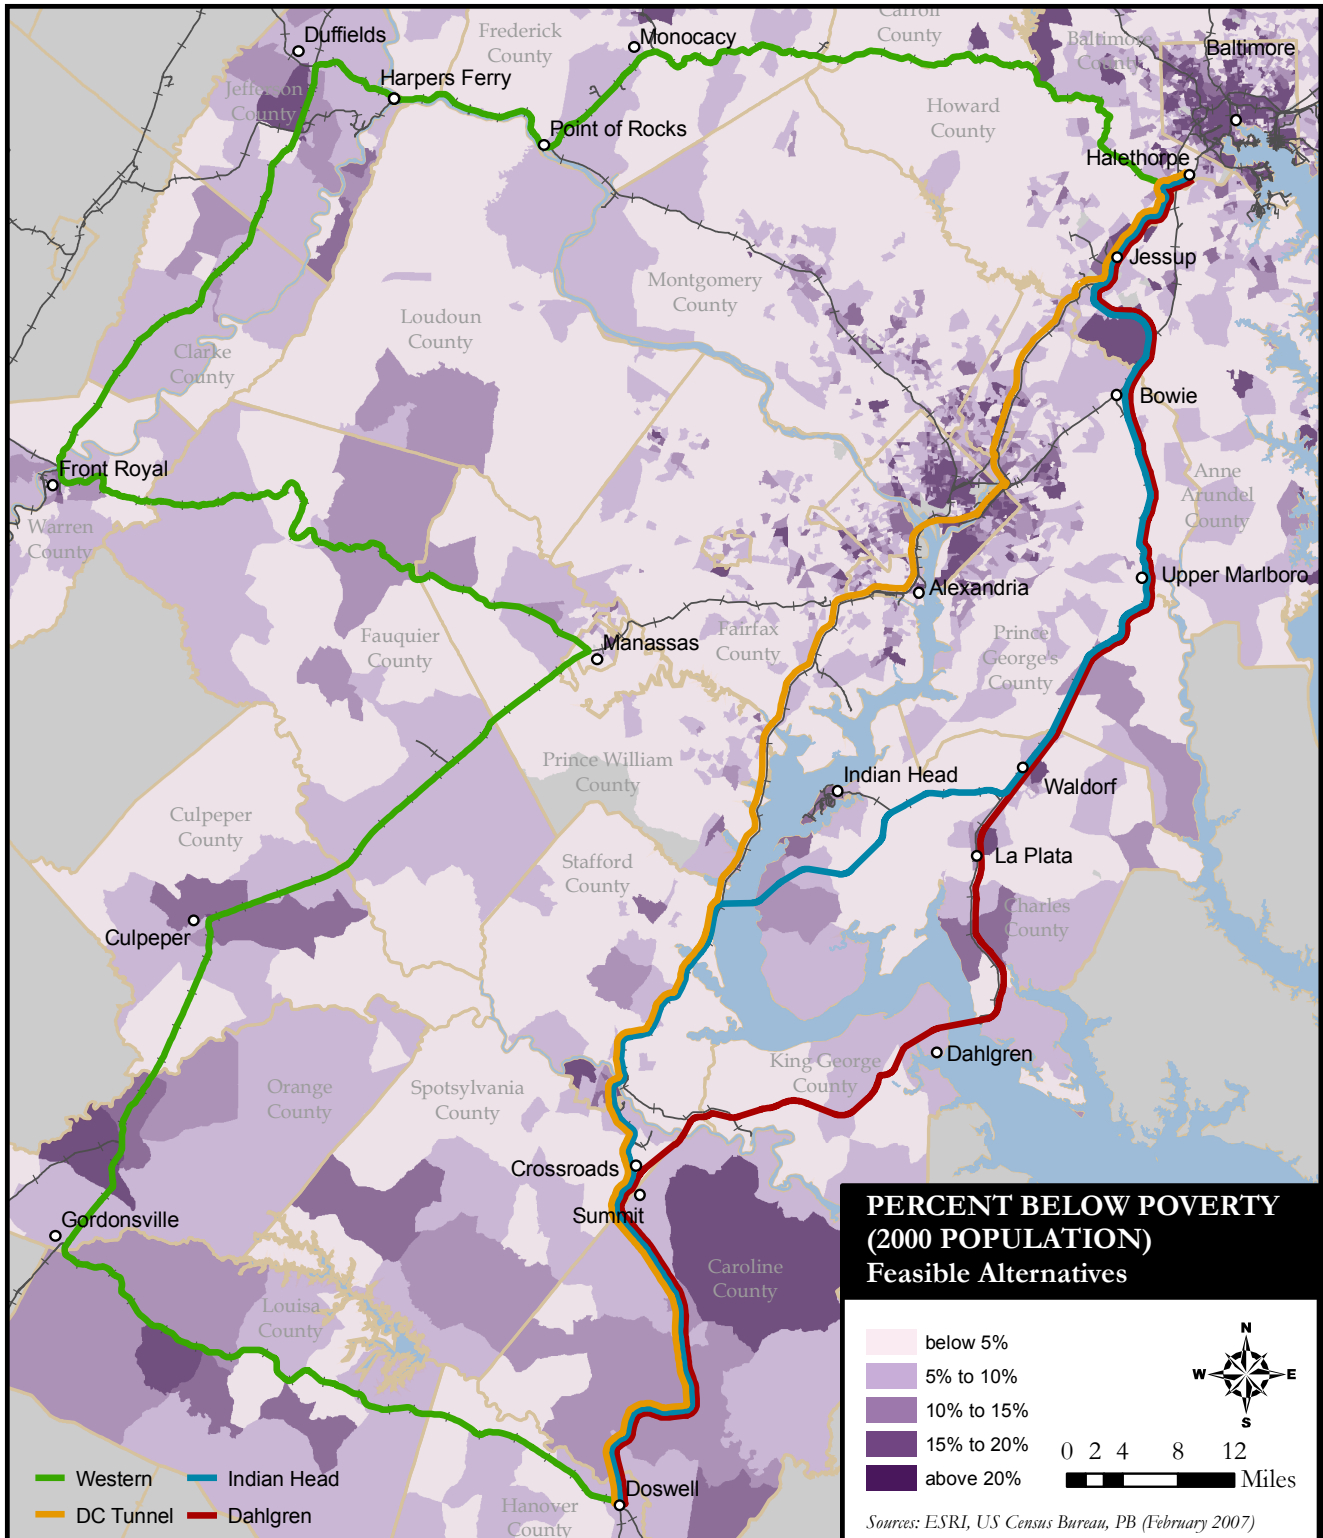 Carroll
County
Duffields
Frederick
County
Monocacy
Baltimore
County
Baltimore
Harpers Ferry
Jefferson
County
Howard
County
Point of Rocks
Halethorpe
Jessup
Montgomery
County
Loudoun
County
Clarke
County
Bowie
Front Royal
Anne
Arundel
County
Warren
County
Upper Marlboro
Alexandria
Fauquier
County
Manassas
Fairfax
County
Prince
George's
County
Prince William
County
Indian Head
Waldorf
Culpeper
County
Stafford
County
La Plata
Charles
County
Culpeper
Dahlgren
King George
County
Orange
County
Spotsylvania
County
Crossroads
Summit
Gordonsville
Caroline
County
Louisa
County
Doswell
Hanover
County
Western
Indian Head
DC Tunnel
Dahlgren
PERCENT BELOW POVERTY
(2000 POPULATION)
Feasible Alternatives
below 5%
5% to 10%
10% to 15%
15% to 20%
above 20%
N
W E
S
0 2 4 8 12
Miles
Sources: ESRI, US Census Bureau, PB (February 2007)